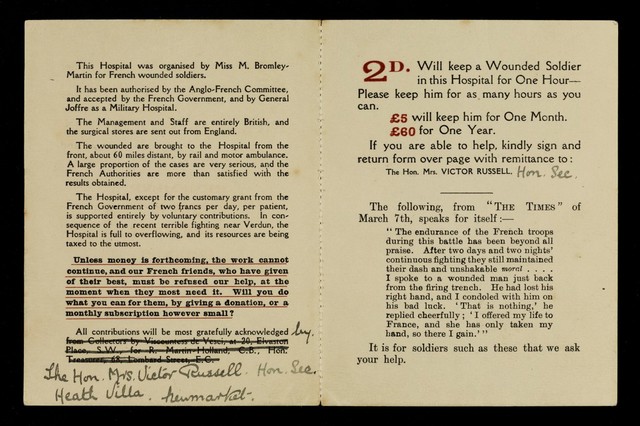 This Hospital was organised by Miss M. Bromley-
Martin for French wounded soldiers.
It has been authorised by the Anglo-French Committee,
and accepted by the French Government, and by General
Joffre as a Military Hospital.
The Management and Staff are entirely British, and
the surgical stores are sent out from England.
The wounded are brought to the Hospital from the
front, about 60 miles distant, by rail and motor ambulance.
A large proportion of the cases are very serious, and the
French Authorities are more than satisfied with the
results obtained.
The Hospital, except for the customary grant from the
French Government of two francs per day, per patient,
is supported entirely by voluntary contributions. In con-
sequence of the recent terrible fighting near Verdun, the
Hospital is full to overflowing, and its resources are being
taxed to the utmost.
Unless money is forthcoming, the work cannot
continue, and our French friends, who have given
of their best, must be refused our help, at the
moment when they most need it. Will you do
what you can for them, by giving a donation, or a
monthly subscription however small?
All contributions will be most gratefully acknowledged by.
from Collectors by Viscountess de Vesci, at 20, Elvaston
Place, S.W., for R. Martin-Holland, C.B., Hon.
Treasurer, 68, Lombard Street, E.C.
The Hon. Mrs. Victor Russell. Hon. Sec.
Heath Villa. Newmarket.
2D. Will keep a Wounded Soldier
in this Hospital for One Hour—
Please keep him for as many hours as you
can.
£5 will keep him for One Month.
£60 for One Year.
If you are able to help, kindly sign and
return form over page with remittance to:
The Hon. Mrs. VICTOR RUSSELL. Hon. Sec.
The following, from "THE TIMES" of
March 7th, speaks for itself:—
"The endurance of the French troops
during this battle has been beyond all
praise. After two days and two nights'
continuous fighting they still maintained
their dash and unshakable moral . . . .
I spoke to a wounded man just back
from the firing trench. He had lost his
right hand, and I condoled with him on
his bad luck. 'That is nothing,' he
replied cheerfully; 'I offered my life to
France, and she has only taken my
hand, so there I gain.'"
It is for soldiers such as these that we ask
your help.